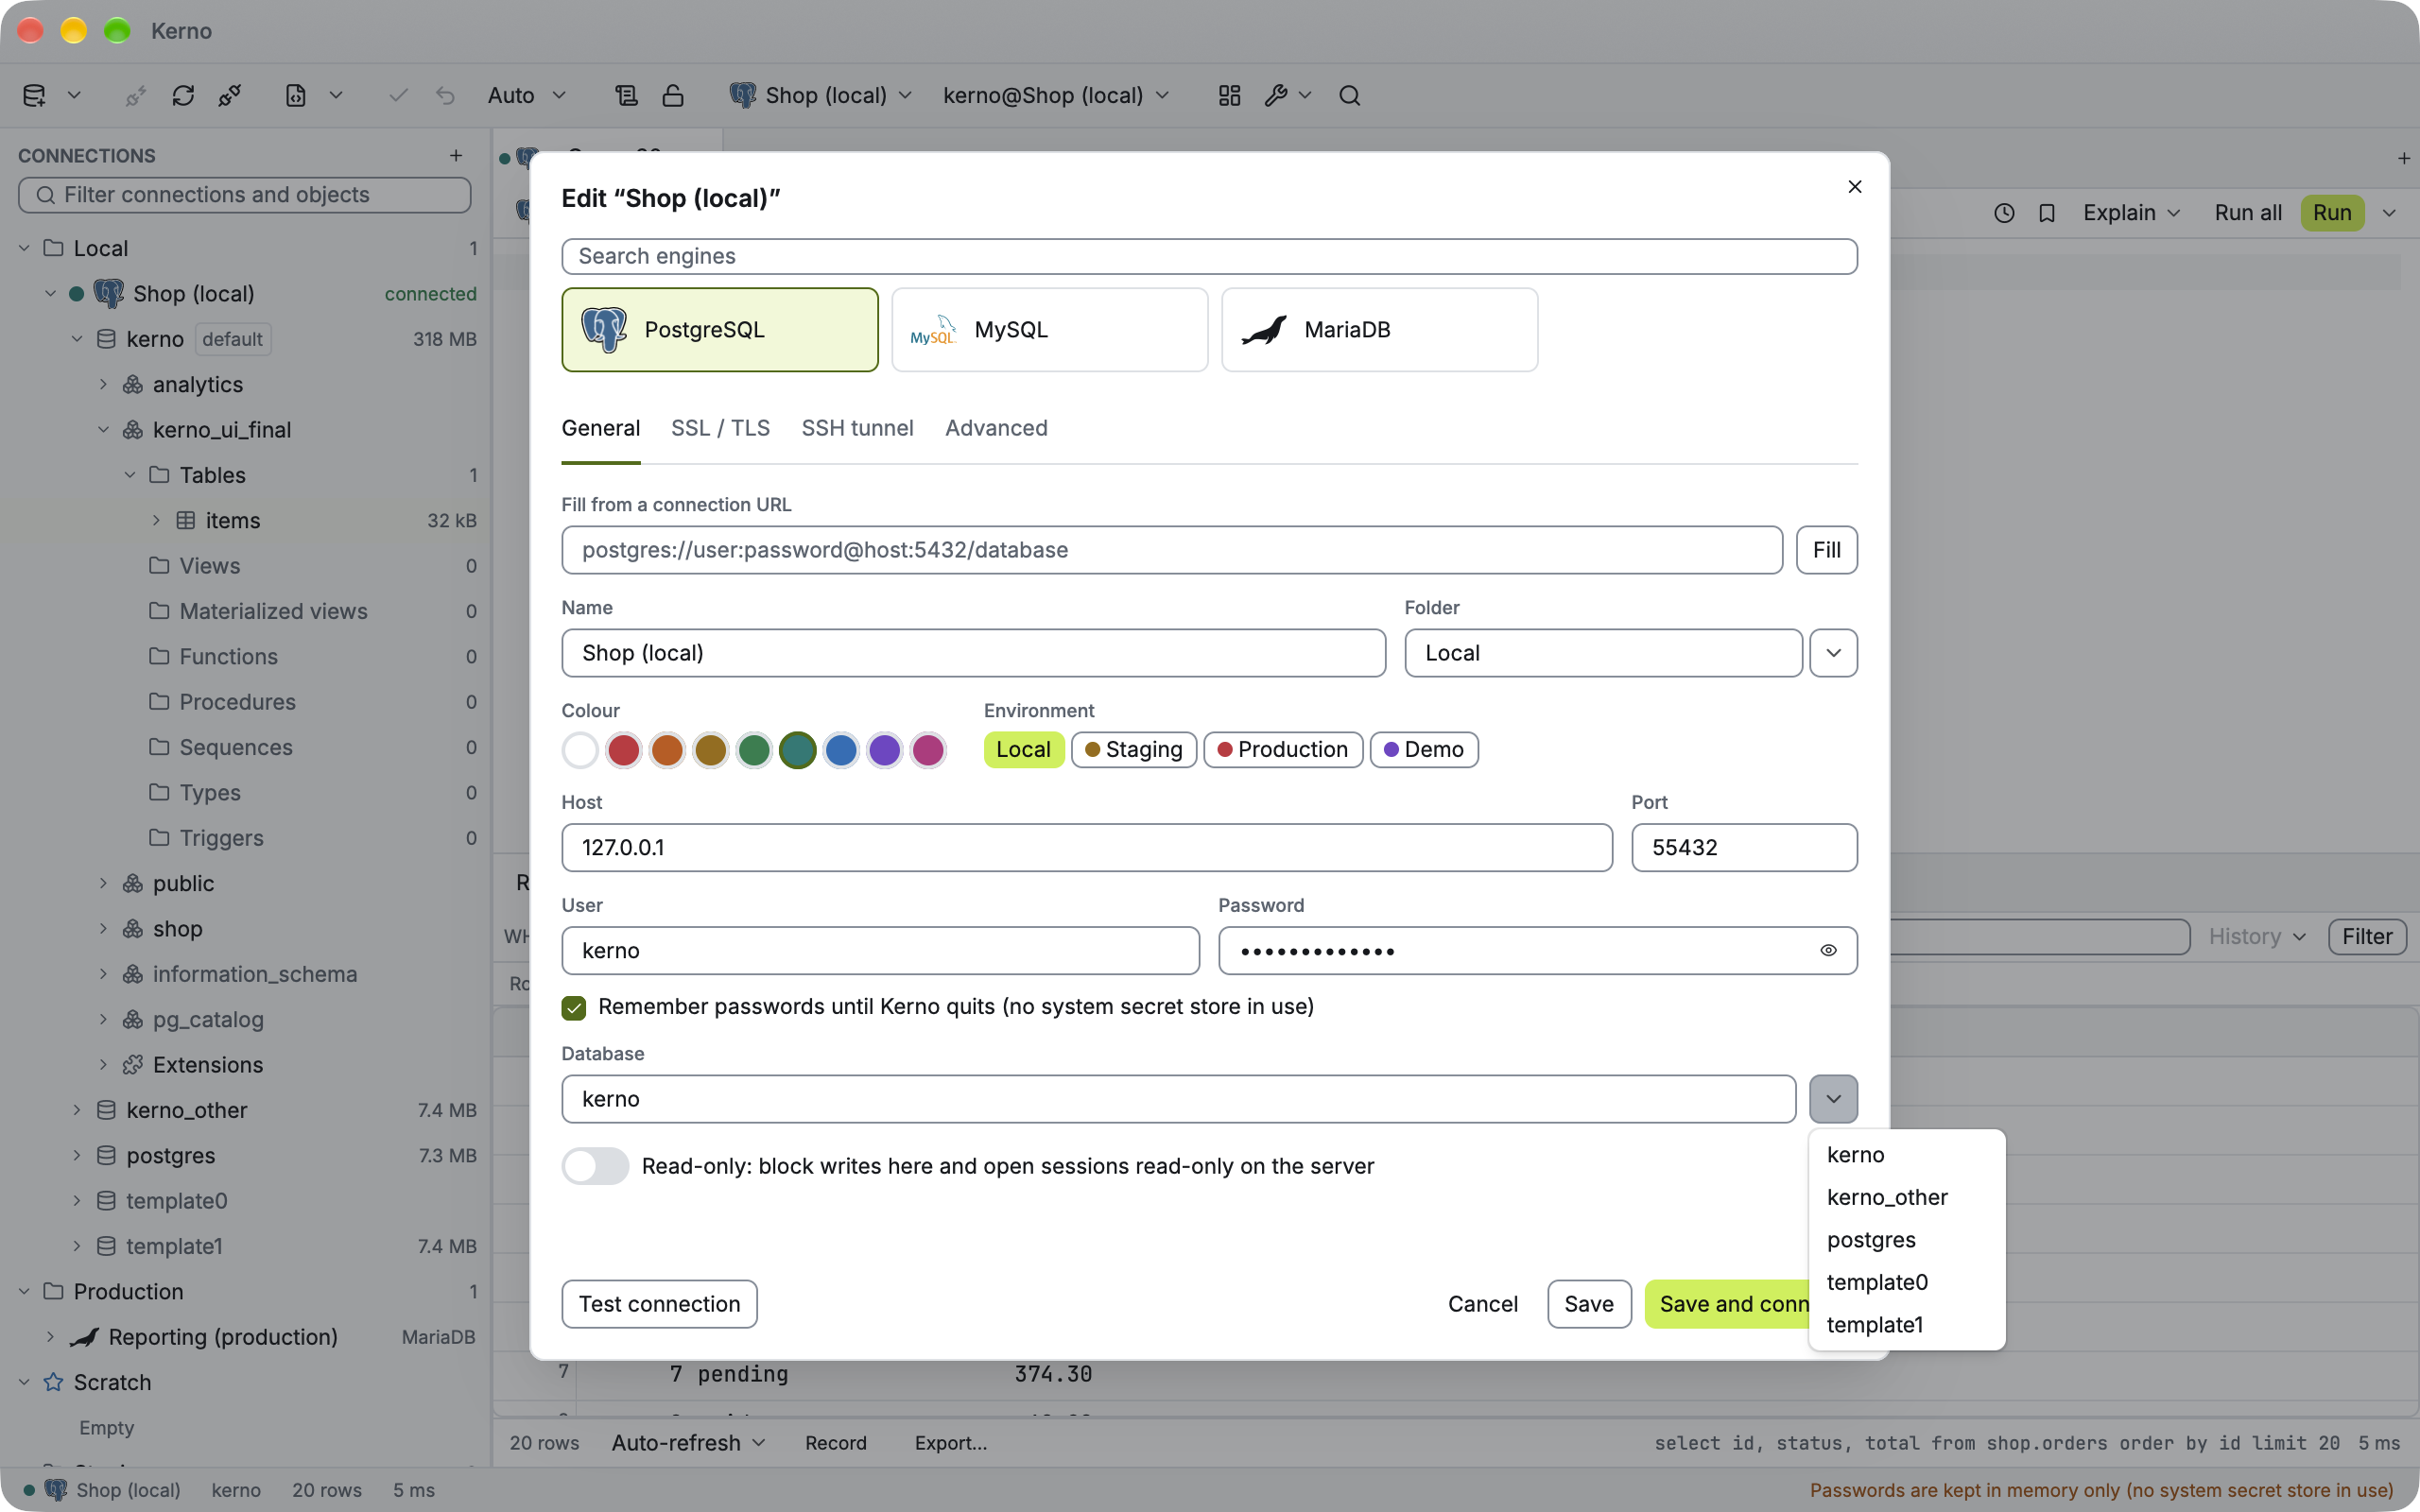 Kerno
Auto
Shop (local)
kerno@Shop (local)
CONNECTIONS
Filter connections and objects
Local 1
Shop (local) connected
kerno default 318 MB
analytics
kerno_ui_final
Tables 1
items 32 kB
Views 0
Materialized views 0
Functions 0
Procedures 0
Sequences 0
Types 0
Triggers 0
public
shop
information_schema
pg_catalog
Extensions
kerno_other 7.4 MB
postgres 7.3 MB
template0
template1 7.4 MB
Production 1
Reporting (production) MariaDB
Scratch
Empty
Explain Run all Run
Edit “Shop (local)”
Search engines
PostgreSQL
MySQL MySQL
MariaDB
General SSL / TLS SSH tunnel Advanced
Fill from a connection URL
postgres://user:password@host:5432/database Fill
Name Folder
Shop (local) Local
Colour Environment
Local Staging Production Demo
Host Port
127.0.0.1 55432
User Password
kerno •••••••••••••
Remember passwords until Kerno quits (no system secret store in use)
Database
kerno
Read-only: block writes here and open sessions read-only on the server
kerno
kerno_other
postgres
template0
template1
Test connection Cancel Save Save and conn
History Filter
7 7 pending 374.30
20 rows Auto-refresh Record Export... select id, status, total from shop.orders order by id limit 20 5 ms
Shop (local) kerno 20 rows 5 ms Passwords are kept in memory only (no system secret store in use)